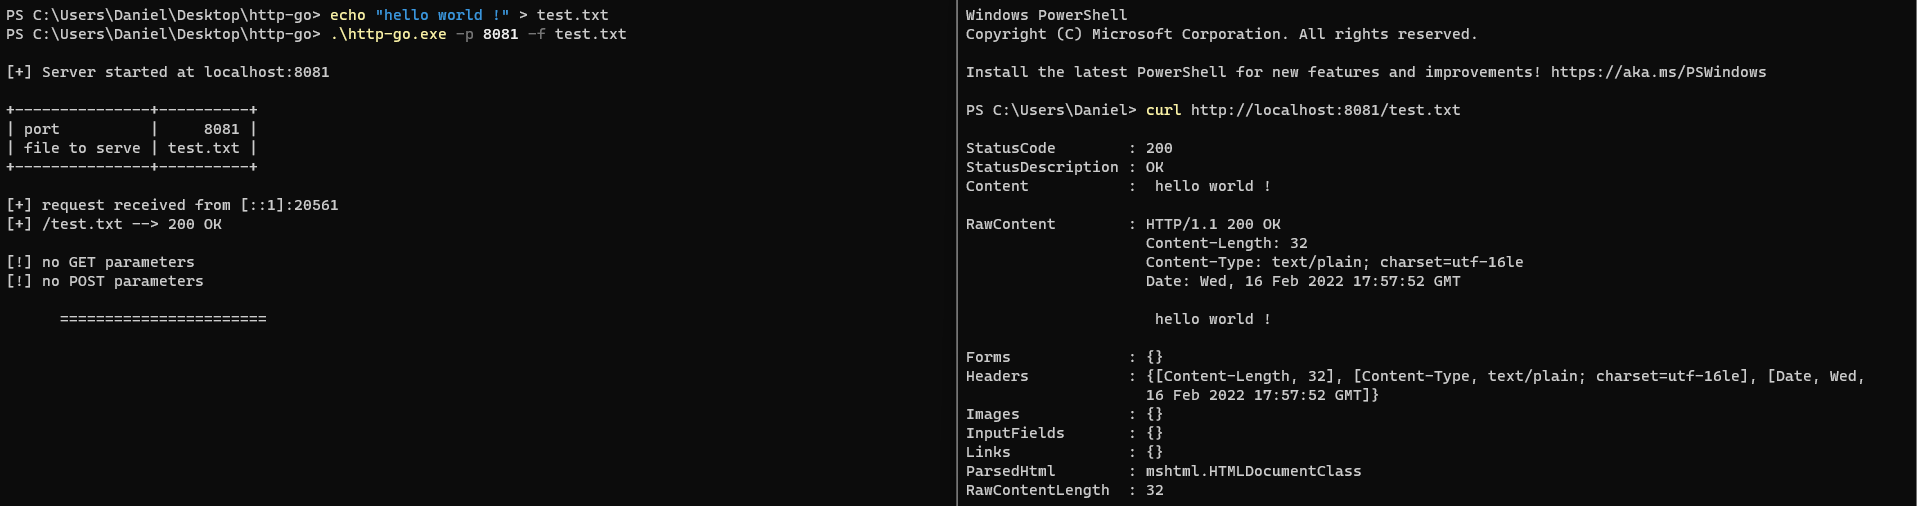 PS C:\Users\Daniel\Desktop\http-go> echo "hello world !" > test.txt
PS C:\Users\Daniel\Desktop\http-go> .\http-go.exe -p 8081 -f test.txt
[+] Server started at localhost:8081
+---------------+----------+
| port          |     8081 |
| file to serve | test.txt |
+---------------+----------+
[+] request received from [::1]:20561
[+] /test.txt --> 200 OK
[!] no GET parameters
[!] no POST parameters
=======================
Windows PowerShell
Copyright (C) Microsoft Corporation. All rights reserved.
Install the latest PowerShell for new features and improvements! https://aka.ms/PSWindows
PS C:\Users\Daniel> curl http://localhost:8081/test.txt
StatusCode        : 200
StatusDescription : OK
Content           :  hello world !
RawContent        : HTTP/1.1 200 OK
                    Content-Length: 32
                    Content-Type: text/plain; charset=utf-16le
                    Date: Wed, 16 Feb 2022 17:57:52 GMT
                     hello world !
Forms             : {}
Headers           : {[Content-Length, 32], [Content-Type, text/plain; charset=utf-16le], [Date, Wed,
                    16 Feb 2022 17:57:52 GMT]}
Images            : {}
InputFields       : {}
Links             : {}
ParsedHtml        : mshtml.HTMLDocumentClass
RawContentLength  : 32